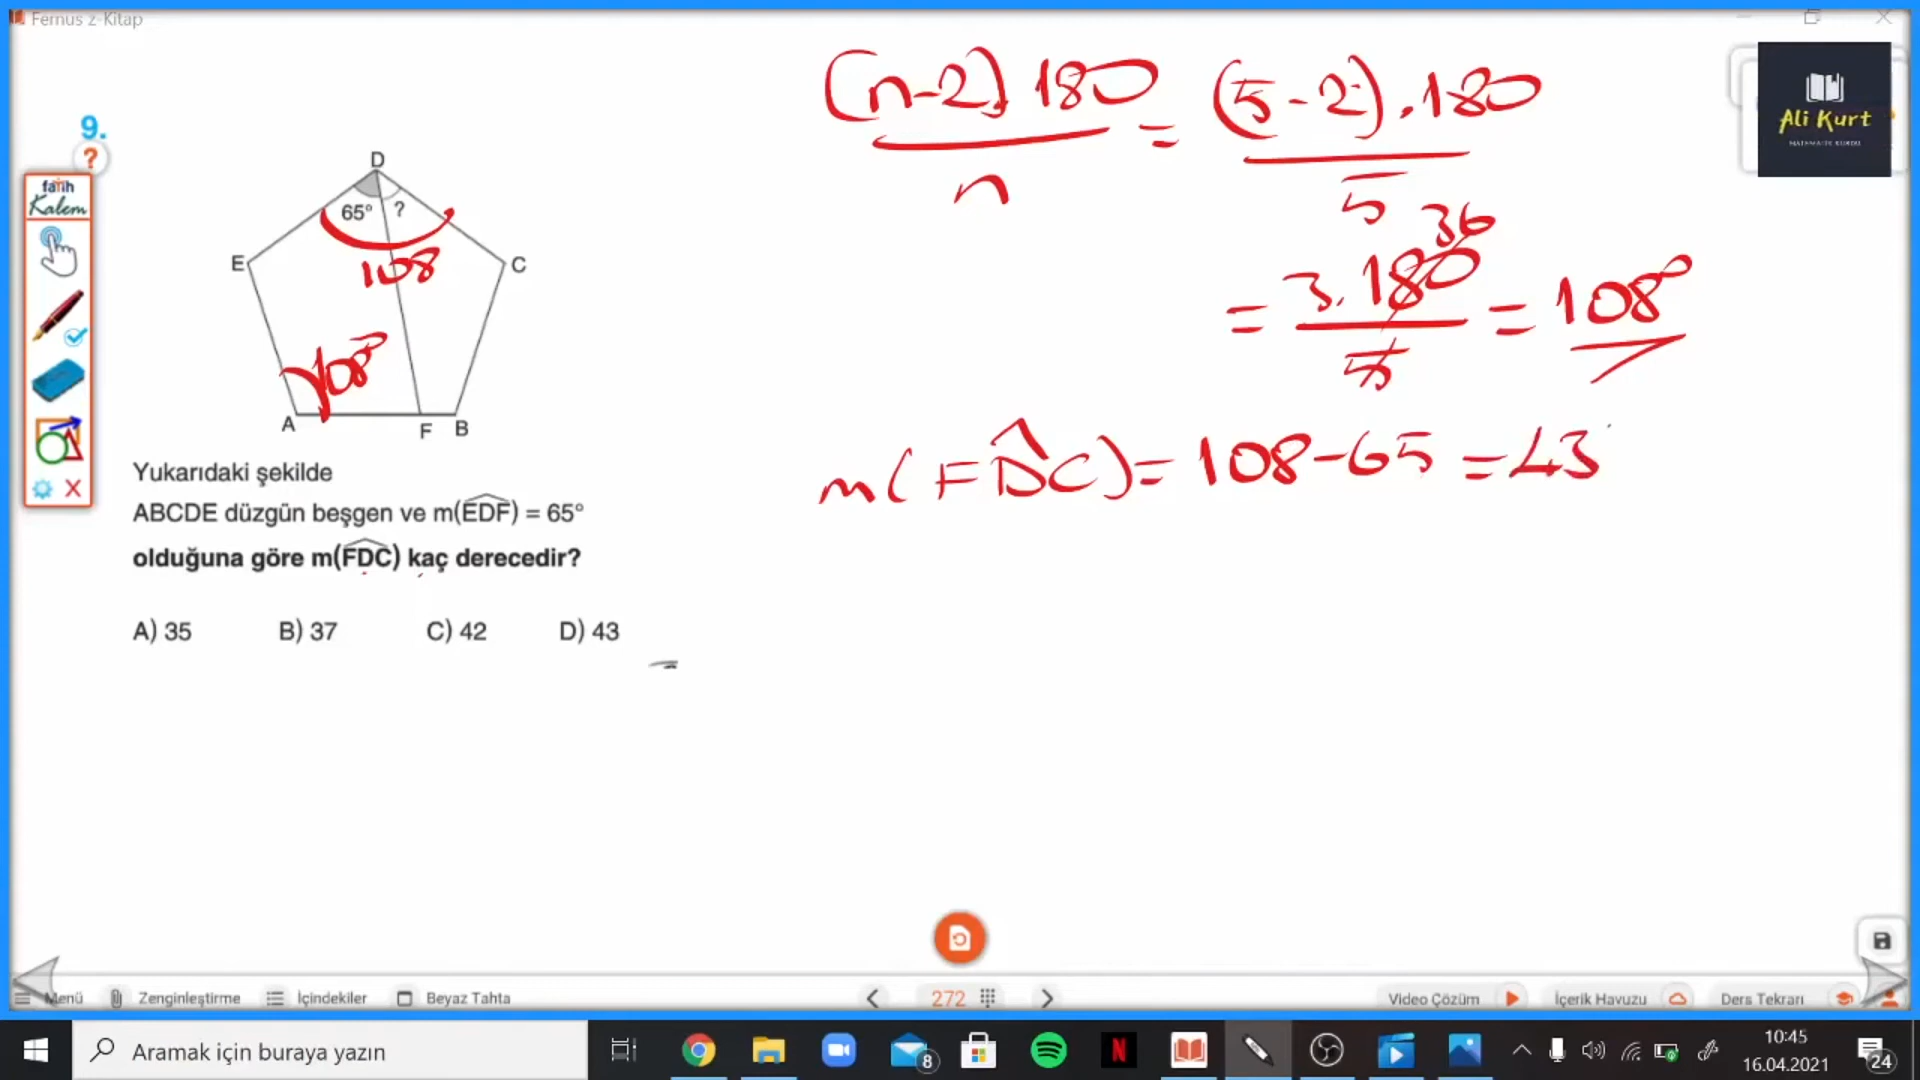 Fernus z-Kitap
(n-2).180 / n = (5-2).180 / 5
= 3.180 / 5 = 108°
36
Ali Kurt
9.
?
fatih
Kalem
D
65° ?
108
E
C
108°
A
F B
m(FDC) = 108-65 = 43
Yukarıdaki şekilde
ABCDE düzgün beşgen ve m(EDF) = 65°
olduğuna göre m(FDC) kaç derecedir?
A) 35 B) 37 C) 42 D) 43
Menü Zenginleştirme İçindekiler Beyaz Tahta 272 Video Çözüm İçerik Havuzu Ders Tekrarı
Aramak için buraya yazın
8
10:45
16.04.2021
24